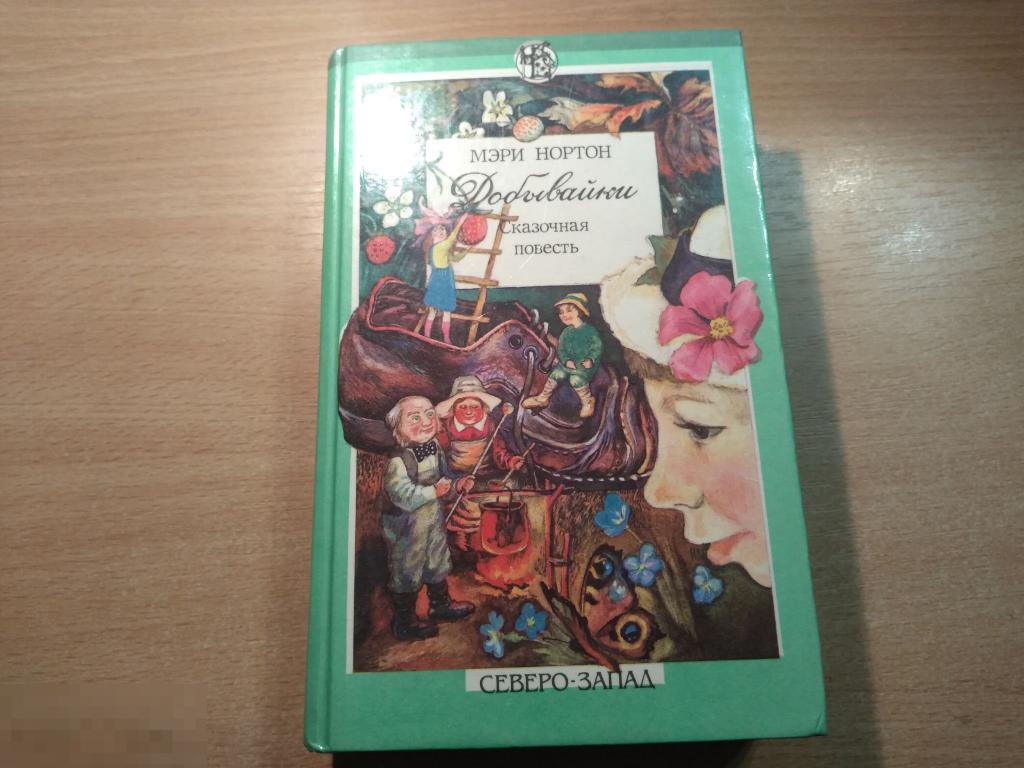 МЭРИ НОРТОН
Добывайки
Сказочная
повесть
СЕВЕРО-ЗАПАД